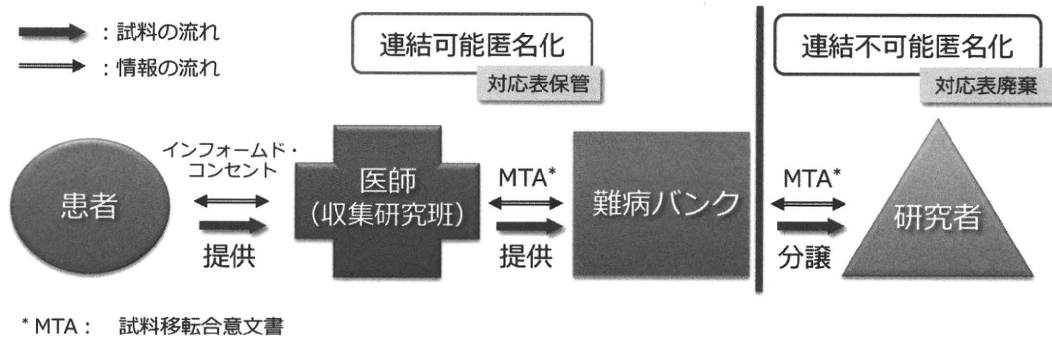 ：試料の流れ
：情報の流れ
連結可能匿名化
対応表保管
連結不可能匿名化
対応表廃棄
患者
インフォームド・
コンセント
提供
医師
（収集研究班）
MTA*
提供
難病バンク
MTA*
分譲
研究者
*MTA： 試料移転合意文書